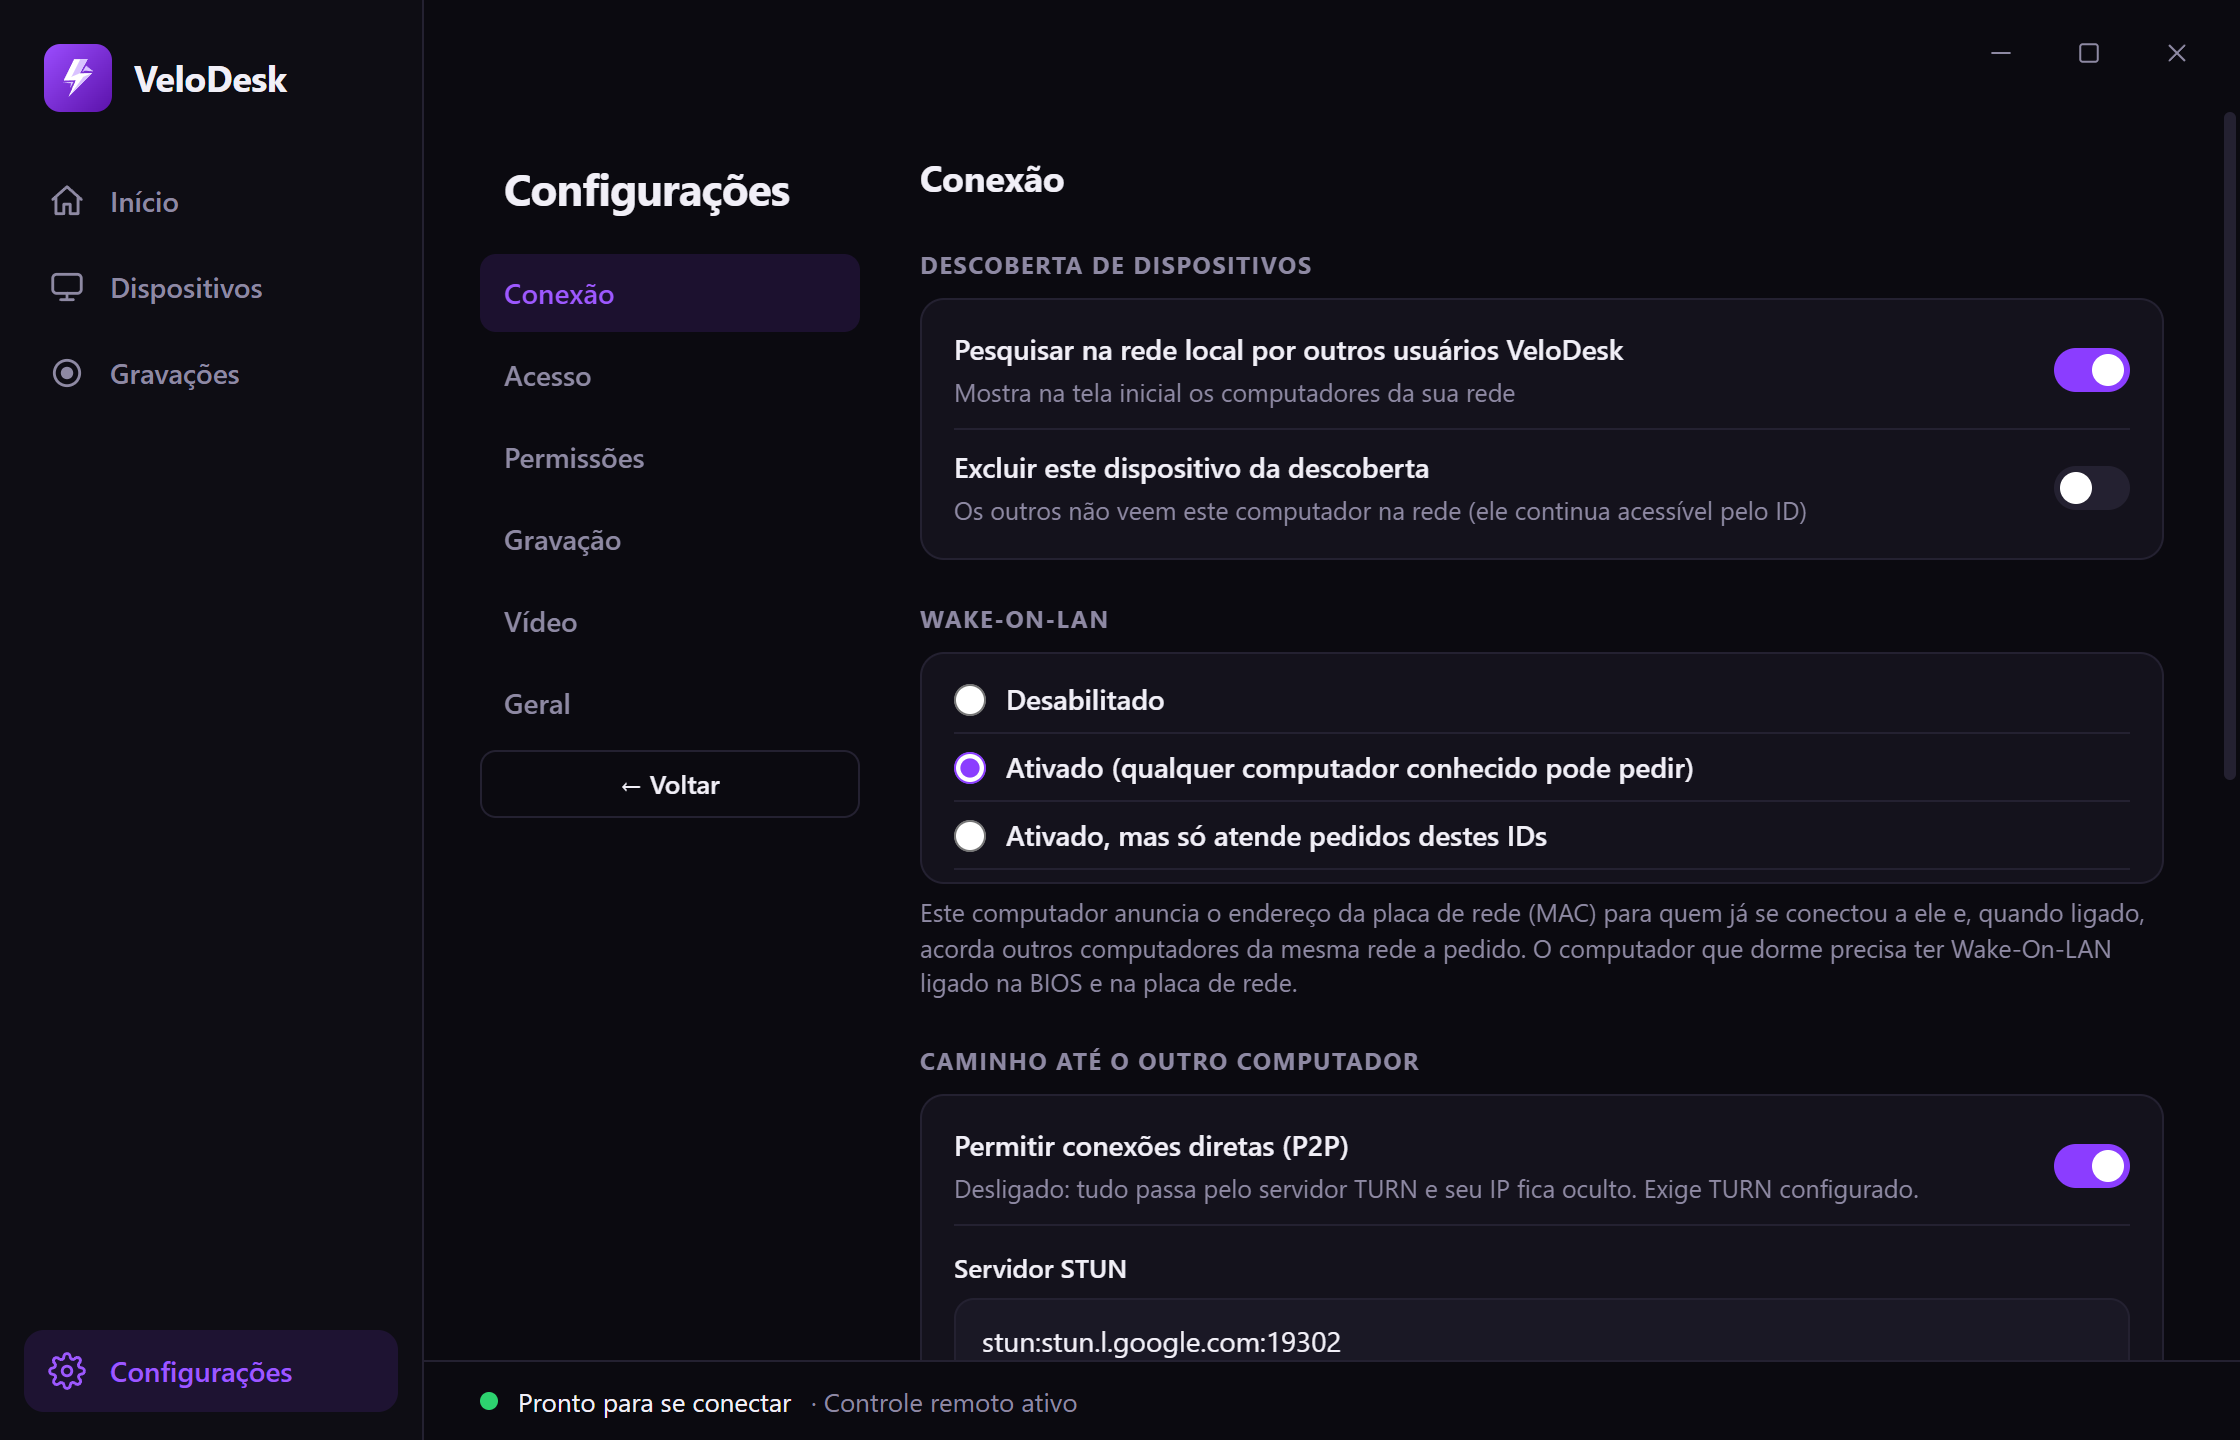 VeloDesk
Início
Dispositivos
Gravações
Configurações
Configurações
Conexão
Acesso
Permissões
Gravação
Vídeo
Geral
← Voltar
Conexão
DESCOBERTA DE DISPOSITIVOS
Pesquisar na rede local por outros usuários VeloDesk
Mostra na tela inicial os computadores da sua rede
Excluir este dispositivo da descoberta
Os outros não veem este computador na rede (ele continua acessível pelo ID)
WAKE-ON-LAN
Desabilitado
Ativado (qualquer computador conhecido pode pedir)
Ativado, mas só atende pedidos destes IDs
Este computador anuncia o endereço da placa de rede (MAC) para quem já se conectou a ele e, quando ligado,
acorda outros computadores da mesma rede a pedido. O computador que dorme precisa ter Wake-On-LAN
ligado na BIOS e na placa de rede.
CAMINHO ATÉ O OUTRO COMPUTADOR
Permitir conexões diretas (P2P)
Desligado: tudo passa pelo servidor TURN e seu IP fica oculto. Exige TURN configurado.
Servidor STUN
stun:stun.l.google.com:19302
Pronto para se conectar · Controle remoto ativo